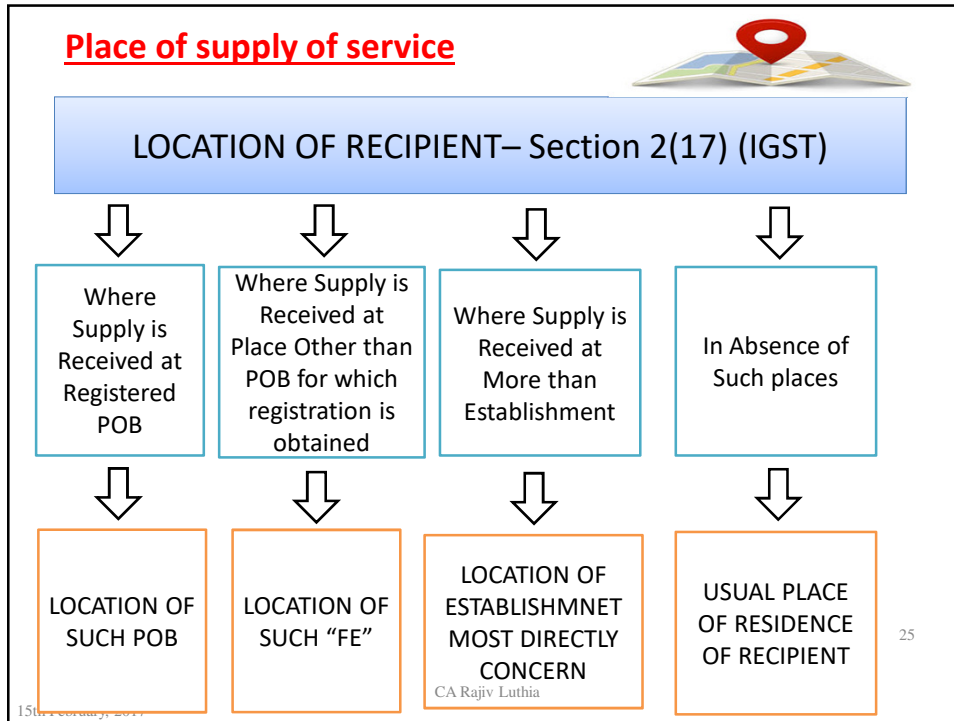 Place of supply of service
LOCATION OF RECIPIENT– Section 2(17) (IGST)
Where
Supply is
Received at
Registered
POB
Where Supply is
Received at
Place Other than
POB for which
registration is
obtained
Where Supply is
Received at
More than
Establishment
In Absence of
Such places
LOCATION OF
SUCH POB
LOCATION OF
SUCH “FE”
LOCATION OF
ESTABLISHMNET
MOST DIRECTLY
CONCERN
USUAL PLACE
OF RESIDENCE
OF RECIPIENT
25
CA Rajiv Luthia
15th February, 2017